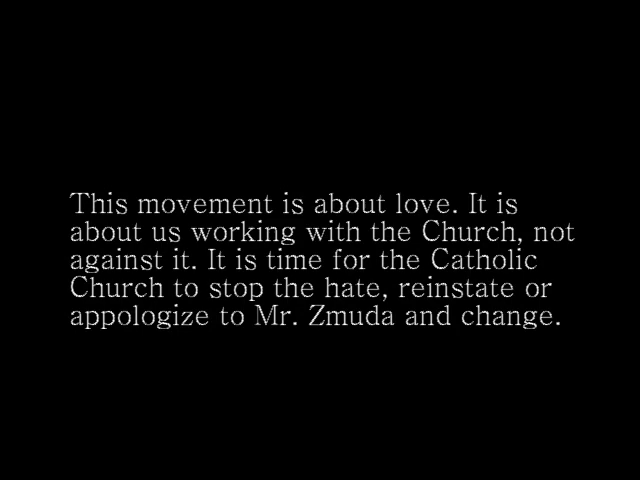 This movement is about love. It is
about us working with the Church, not
against it. It is time for the Catholic
Church to stop the hate, reinstate or
appologize to Mr. Zmuda and change.